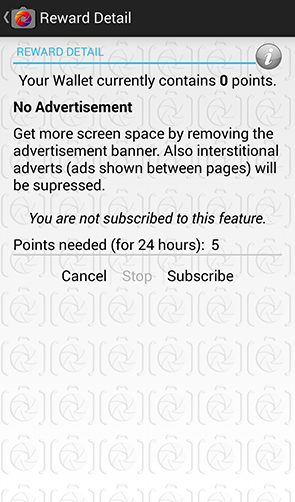 Reward Detail
REWARD DETAIL
i
Your Wallet currently contains 0 points.
No Advertisement
Get more screen space by removing the
advertisement banner. Also interstitional
adverts (ads shown between pages) will
be supressed.
You are not subscribed to this feature.
Points needed (for 24 hours): 5
Cancel Stop Subscribe